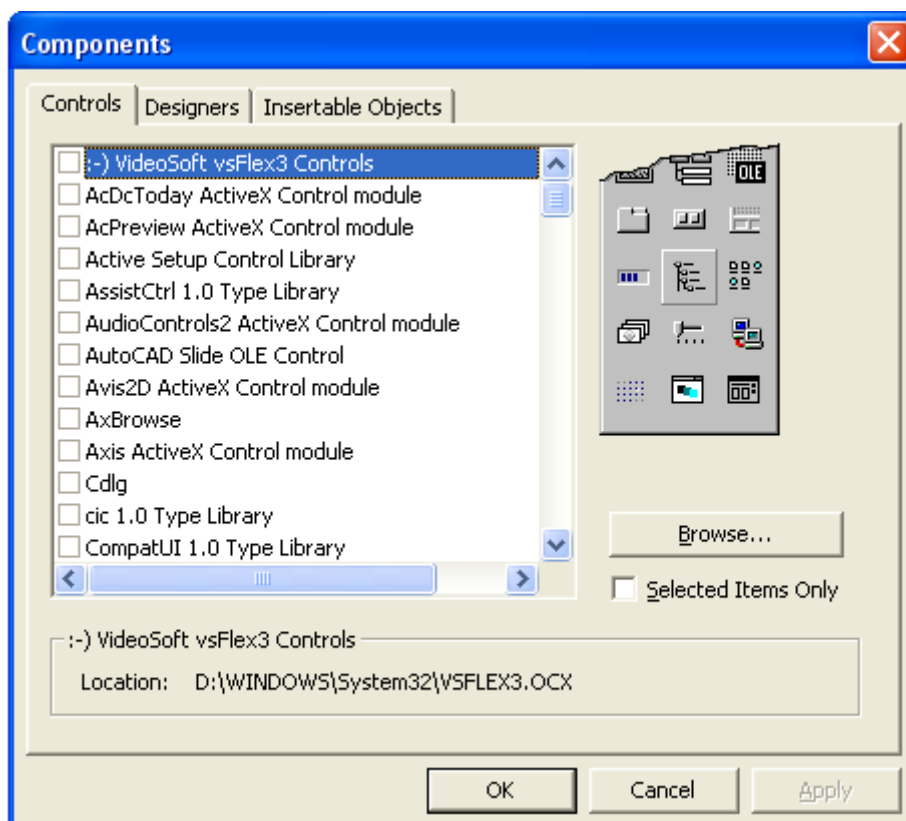 Components
Controls
Designers
Insertable Objects
:-) VideoSoft vsFlex3 Controls
AcDcToday ActiveX Control module
AcPreview ActiveX Control module
Active Setup Control Library
AssistCtrl 1.0 Type Library
AudioControls2 ActiveX Control module
AutoCAD Slide OLE Control
Avis2D ActiveX Control module
AxBrowse
Axis ActiveX Control module
Cdlg
cic 1.0 Type Library
CompatUI 1.0 Type Library
OLE
Browse...
Selected Items Only
:-) VideoSoft vsFlex3 Controls
Location: D:\WINDOWS\System32\VSFLEX3.OCX
OK
Cancel
Apply